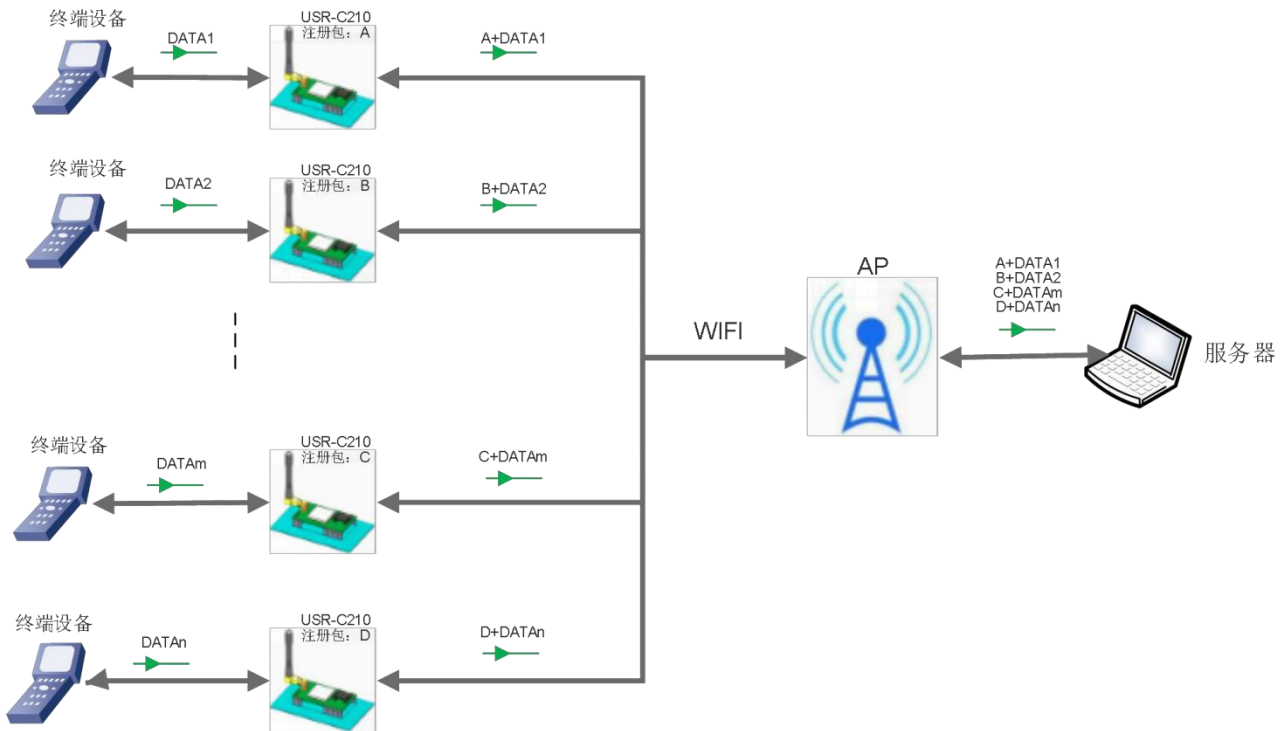 终端设备
DATA1
USR-C210
注册包：A
A+DATA1
终端设备
DATA2
USR-C210
注册包：B
B+DATA2
AP
WIFI
A+DATA1
B+DATA2
C+DATAm
D+DATAn
服务器
终端设备
DATAm
USR-C210
注册包：C
C+DATAm
终端设备
DATAn
USR-C210
注册包：D
D+DATAn